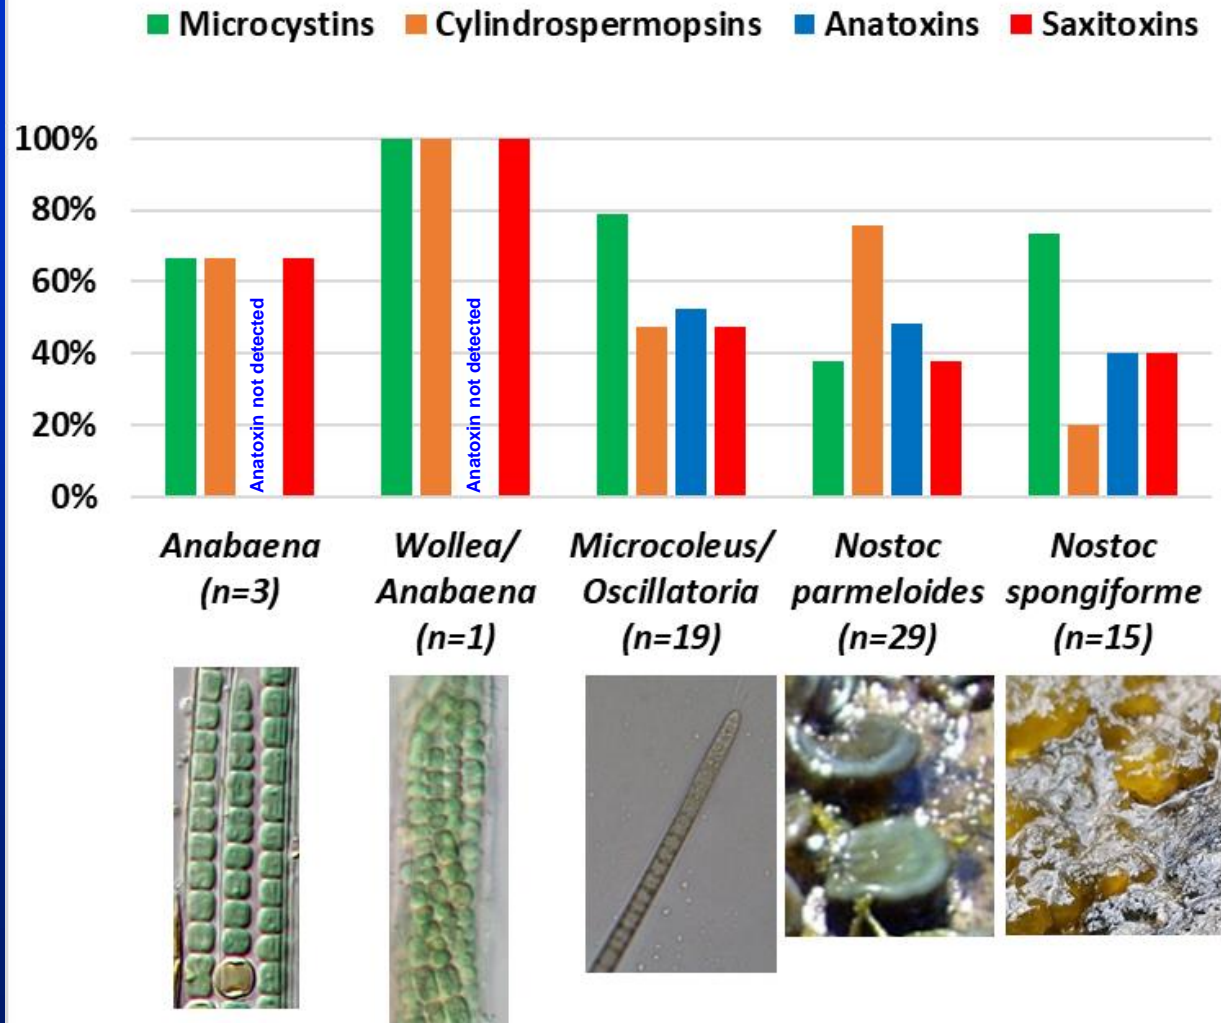 Microcystins Cylindrospermopsins Anatoxins Saxitoxins
100%
80%
60%
40%
20%
0%
Anatoxin not detected
Anatoxin not detected
Anabaena
(n=3)
Wollea/
Anabaena
(n=1)
Microcoleus/
Oscillatoria
(n=19)
Nostoc
parmeloides
(n=29)
Nostoc
spongiforme
(n=15)